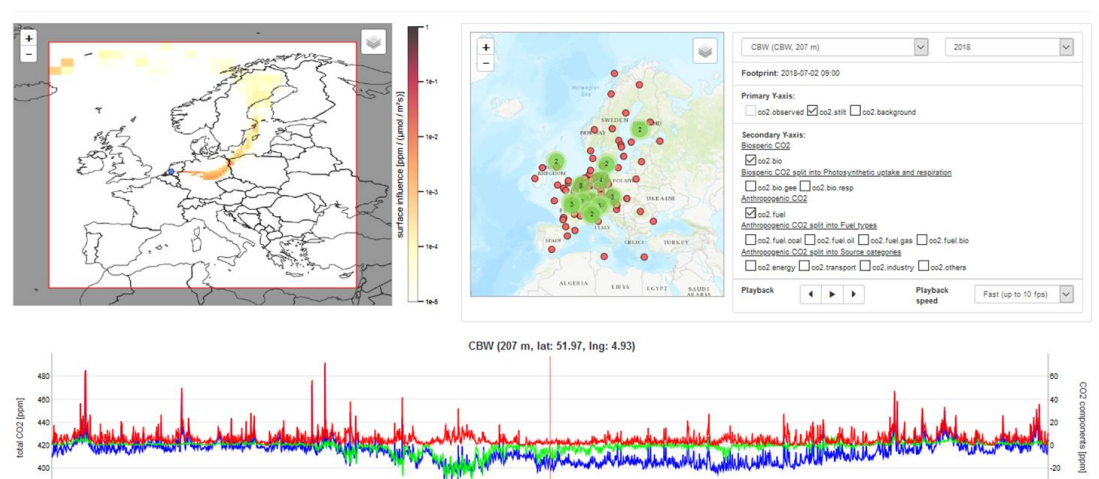 +
−
1
1e-1
1e-2
1e-3
1e-4
1e-5
surface influence [ppm / (μmol / m²s)]
+
−
Norwegian
Sea
SWEDEN
2
2
2
UKRAINE
ITALY
SPAIN
GREECE
TURKEY
ALGERIA
LIBYA
EGYPT
SAUDI
ARABIA
CBW (CBW, 207 m)
2018
Footprint: 2018-07-02 09:00
Primary Y-axis:
co2.observed co2.stilt co2.background
Secondary Y-axis:
Biosperic CO2
co2.bio
Biosperic CO2 split into Photosynthetic uptake and respiration
co2.bio.gee co2.bio.resp
Anthropogenic CO2
co2.fuel
Anthropogenic CO2 split into Fuel types
co2.fuel.coal co2.fuel.oil co2.fuel.gas co2.fuel.bio
Anthropogenic CO2 split into Source categories
co2.energy co2.transport co2.industry co2.others
Playback
Playback
speed
Fast (up to 10 fps)
CBW (207 m, lat: 51.97, lng: 4.93)
total CO2 [ppm]
480
460
440
420
400
60
40
20
0
-20
CO2 components [ppm]